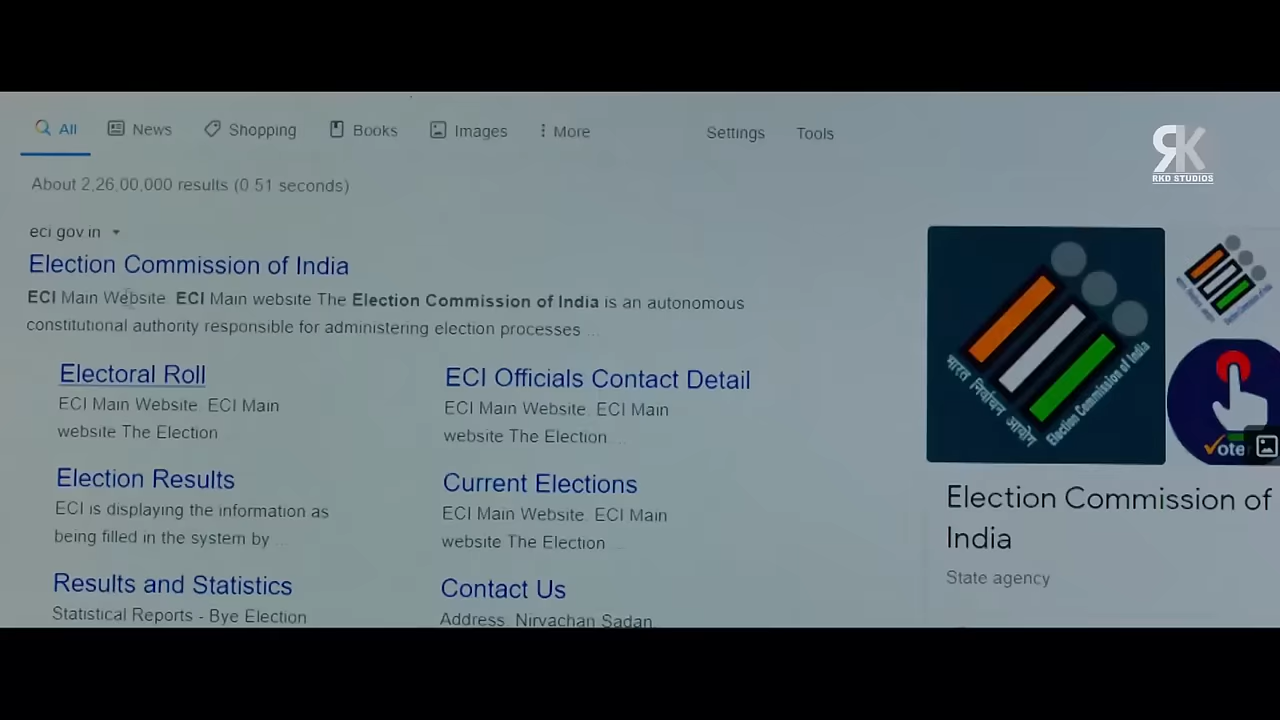 All News Shopping Books Images More Settings Tools
RKD STUDIOS
About 2,26,00,000 results (0 51 seconds)
eci gov in
Election Commission of India
ECI Main Website ECI Main website The Election Commission of India is an autonomous
constitutional authority responsible for administering election processes ...
Electoral Roll
ECI Main Website ECI Main
website The Election
ECI Officials Contact Detail
ECI Main Website. ECI Main
website The Election ...
Election Results
ECI is displaying the information as
being filled in the system by ...
Current Elections
ECI Main Website. ECI Main
website The Election
Results and Statistics
Statistical Reports - Bye Election
Contact Us
Address. Nirvachan Sadan,
भारत निर्वाचन आयोग
Election Commission of India
Vote
Election Commission of
India
State agency